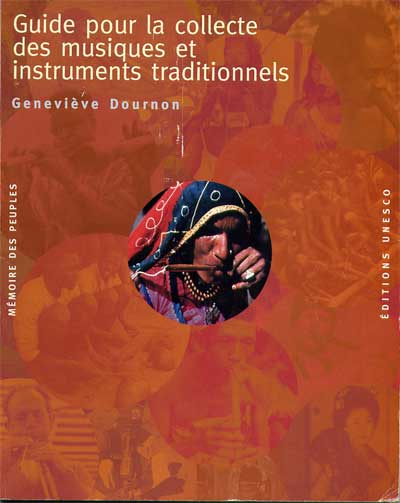 Guide pour la collecte
des musiques et
instruments traditionnels
Geneviève Dournon
MÉMOIRE DES PEUPLES
ÉDITIONS UNESCO